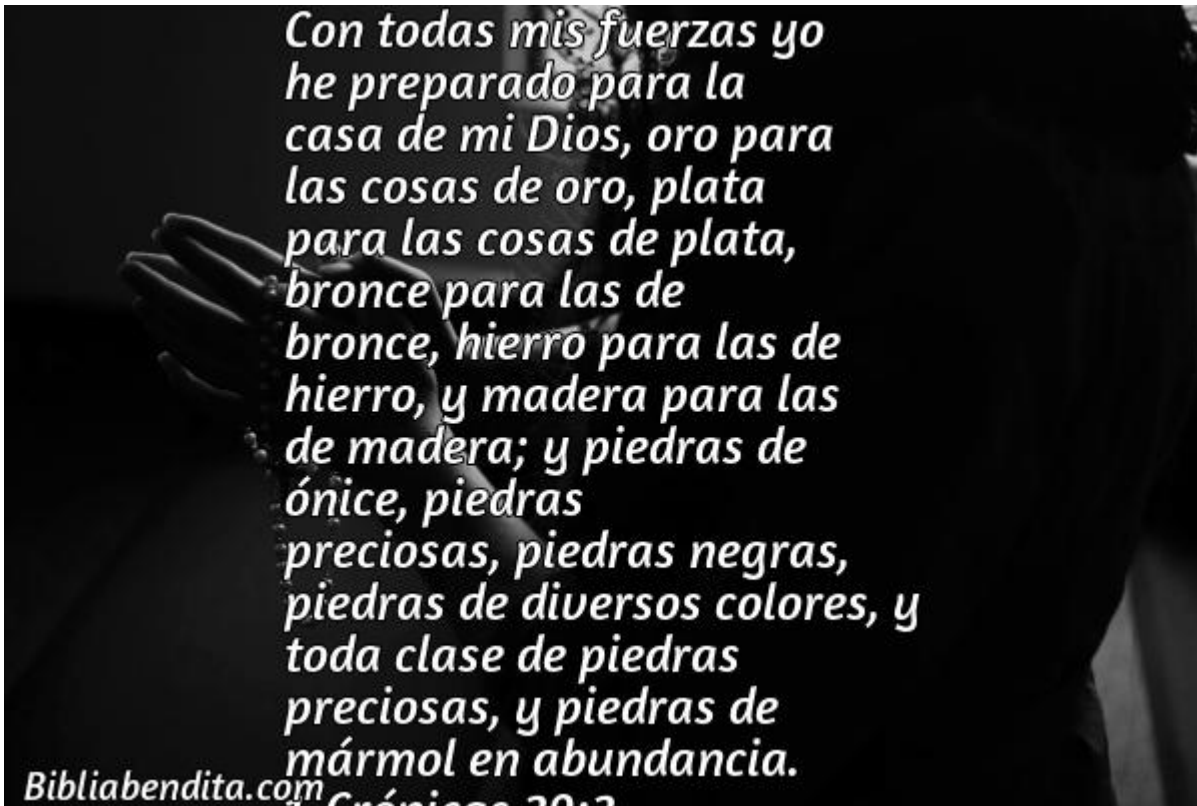 Con todas mis fuerzas yo
he preparado para la
casa de mi Dios, oro para
las cosas de oro, plata
para las cosas de plata,
bronce para las de
bronce, hierro para las de
hierro, y madera para las
de madera; y piedras de
ónice, piedras
preciosas, piedras negras,
piedras de diversos colores, y
toda clase de piedras
preciosas, y piedras de
mármol en abundancia.
Bibliabendita.com
Crónicas